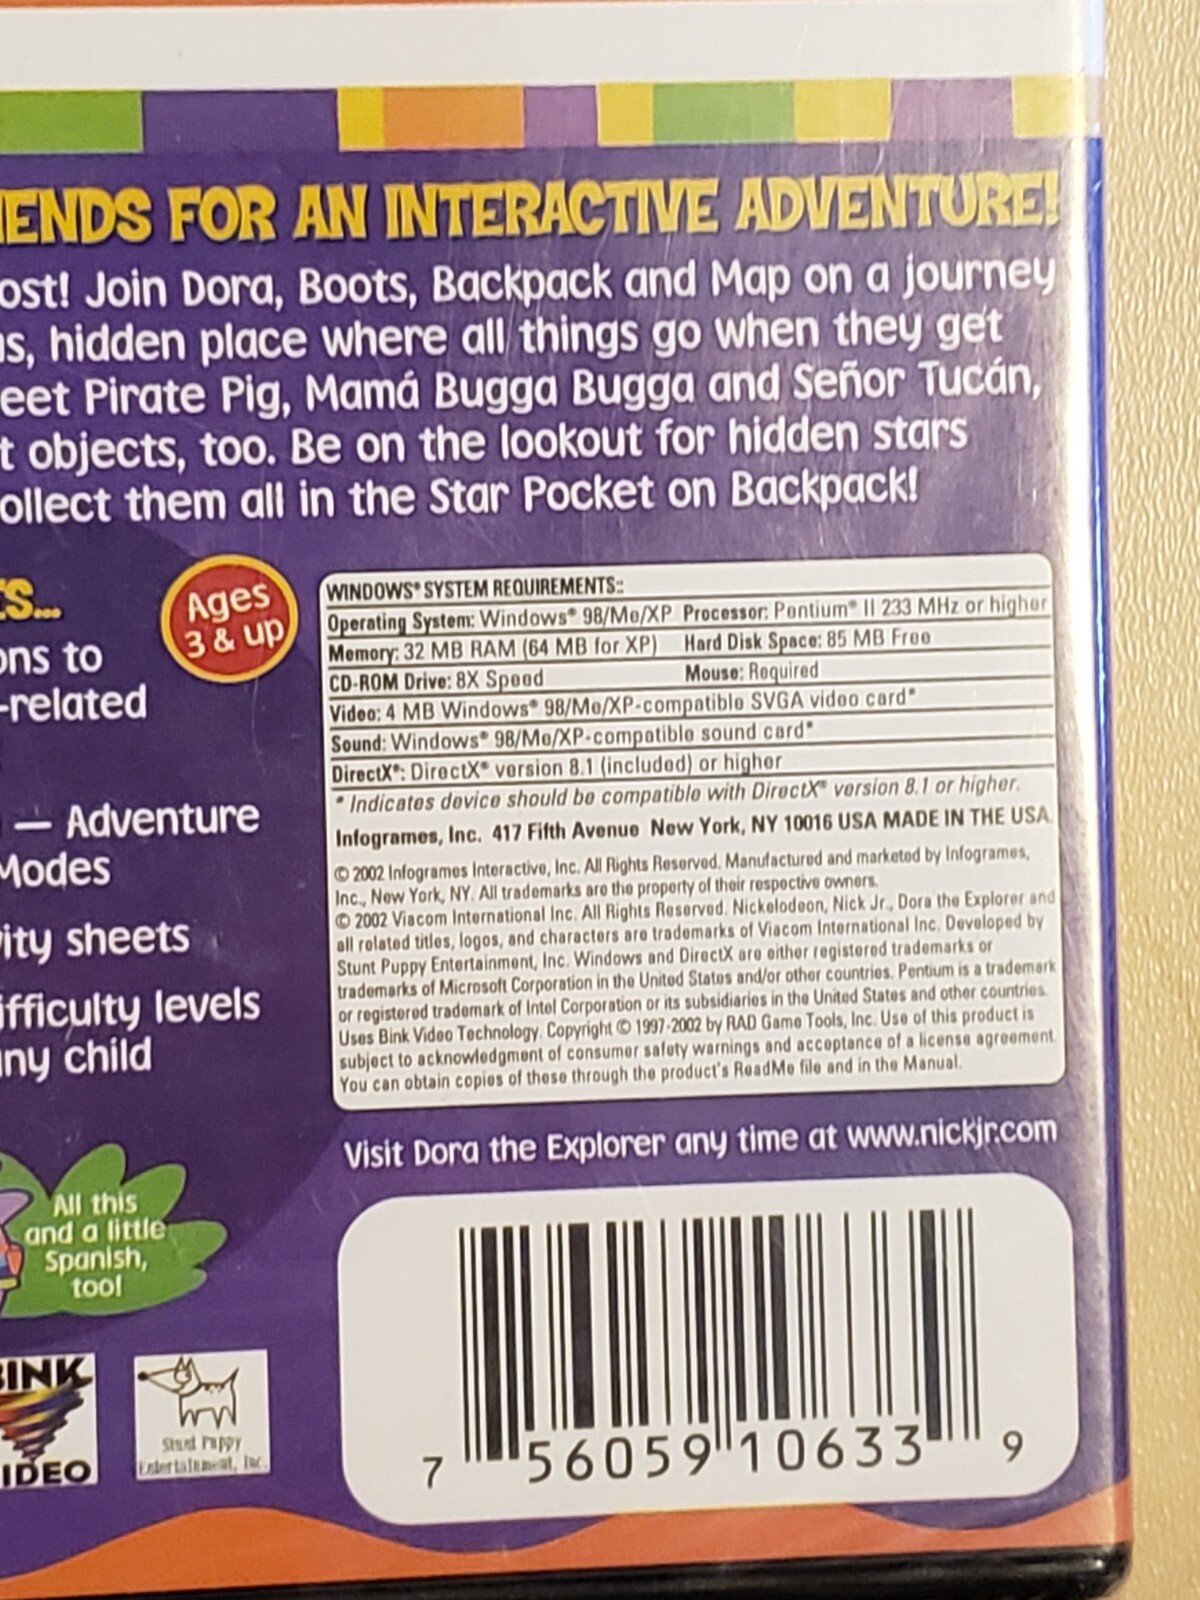 IENDS FOR AN INTERACTIVE ADVENTURE!
ost! Join Dora, Boots, Backpack and Map on a journey
s, hidden place where all things go when they get
eet Pirate Pig, Mamá Bugga Bugga and Señor Tucán,
t objects, too. Be on the lookout for hidden stars
ollect them all in the Star Pocket on Backpack!
S...
ons to
-related
— Adventure
Modes
ity sheets
ifficulty levels
any child
Ages
3 & up
WINDOWS® SYSTEM REQUIREMENTS::
Operating System: Windows® 98/Me/XP Processor: Pentium® II 233 MHz or higher
Memory: 32 MB RAM (64 MB for XP) Hard Disk Space: 85 MB Free
CD-ROM Drive: 8X Speed Mouse: Required
Video: 4 MB Windows® 98/Me/XP-compatible SVGA video card*
Sound: Windows® 98/Me/XP-compatible sound card*
DirectX®: DirectX® version 8.1 (included) or higher
* Indicates device should be compatible with DirectX® version 8.1 or higher.
Infogrames, Inc. 417 Fifth Avenue New York, NY 10016 USA MADE IN THE USA.
© 2002 Infogrames Interactive, Inc. All Rights Reserved. Manufactured and marketed by Infogrames,
Inc., New York, NY. All trademarks are the property of their respective owners.
© 2002 Viacom International Inc. All Rights Reserved. Nickelodeon, Nick Jr., Dora the Explorer and
all related titles, logos, and characters are trademarks of Viacom International Inc. Developed by
Stunt Puppy Entertainment, Inc. Windows and DirectX are either registered trademarks or
trademarks of Microsoft Corporation in the United States and/or other countries. Pentium is a trademark
or registered trademark of Intel Corporation or its subsidiaries in the United States and other countries.
Uses Bink Video Technology. Copyright © 1997-2002 by RAD Game Tools, Inc. Use of this product is
subject to acknowledgment of consumer safety warnings and acceptance of a license agreement.
You can obtain copies of these through the product's ReadMe file and in the Manual.
Visit Dora the Explorer any time at www.nickjr.com
All this
and a little
Spanish,
too!
BINK
IDEO
Stunt Puppy
Entertainment, Inc.
7 56059 10633 9